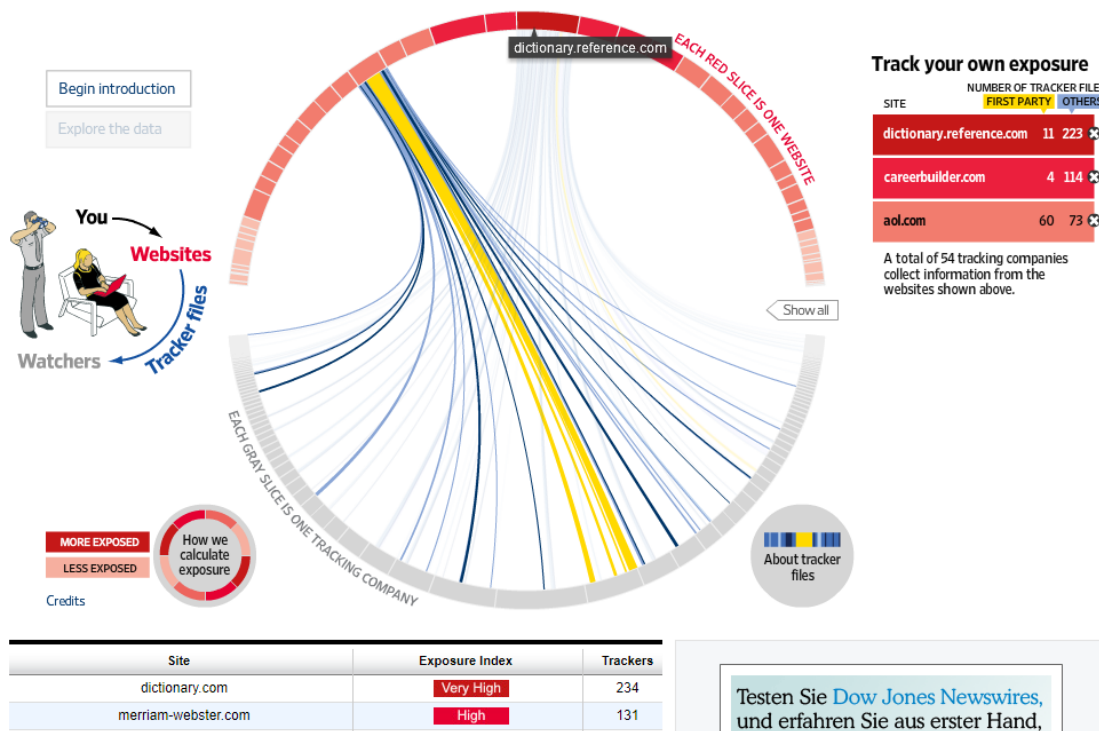 dictionary.reference.com
EACH RED SLICE IS ONE WEBSITE
Begin introduction
Explore the data
You
Websites
Tracker files
Watchers
Track your own exposure
NUMBER OF TRACKER FILE
SITE FIRST PARTY OTHERS
dictionary.reference.com 11 223
careerbuilder.com 4 114
aol.com 60 73
A total of 54 tracking companies
collect information from the
websites shown above.
Show all
EACH GRAY SLICE IS ONE TRACKING COMPANY
MORE EXPOSED
LESS EXPOSED
How we
calculate
exposure
Credits
About tracker
files
Site Exposure Index Trackers
dictionary.com Very High 234
merriam-webster.com High 131
Testen Sie Dow Jones Newswires,
und erfahren Sie aus erster Hand,